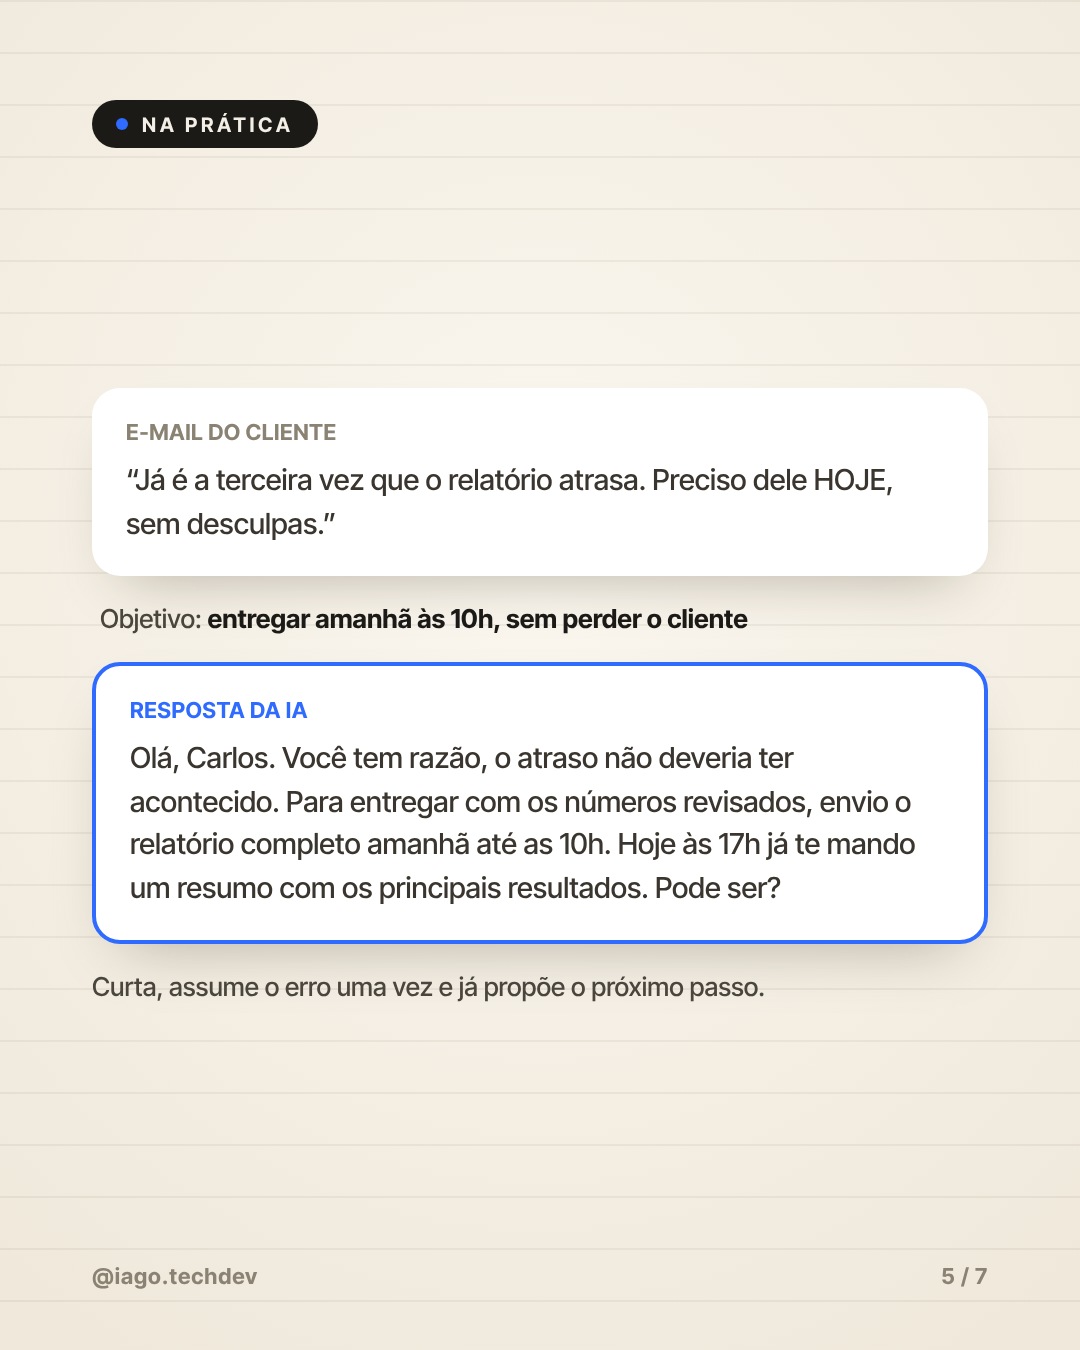 NA PRÁTICA
E-MAIL DO CLIENTE
“Já é a terceira vez que o relatório atrasa. Preciso dele HOJE,
sem desculpas.”
Objetivo: entregar amanhã às 10h, sem perder o cliente
RESPOSTA DA IA
Olá, Carlos. Você tem razão, o atraso não deveria ter
acontecido. Para entregar com os números revisados, envio o
relatório completo amanhã até as 10h. Hoje às 17h já te mando
um resumo com os principais resultados. Pode ser?
Curta, assume o erro uma vez e já propõe o próximo passo.
@iago.techdev
5 / 7